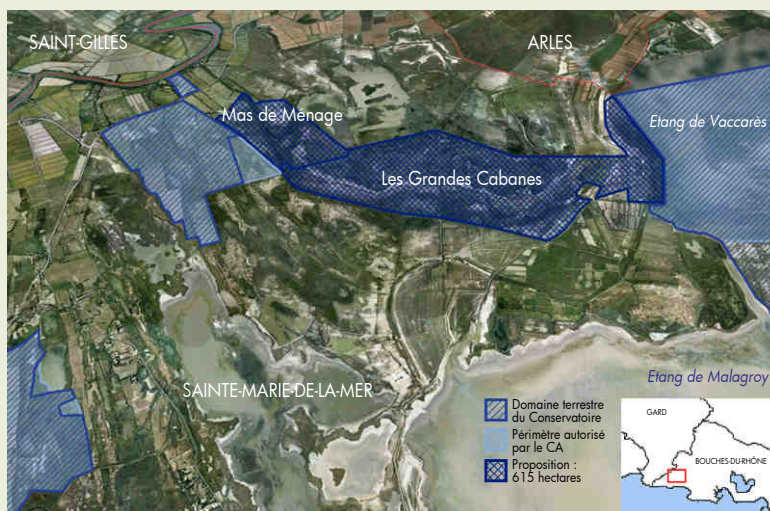 SAINT-GILLES
ARLES
Mas de Ménage
Etang de Vaccarès
Les Grandes Cabanes
SAINTE-MARIE-DE-LA-MER
Etang de Malagroy
Domaine terrestre
du Conservatoire
Périmètre autorisé
par le CA
Proposition :
615 hectares
GARD
BOUCHES-DU-RHÔNE